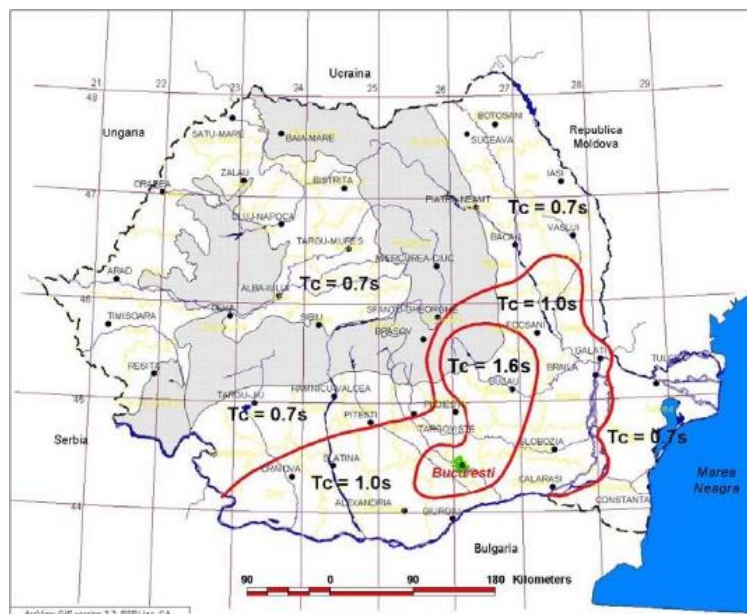 Ucraina
21 22 23 24 25 26 27 28 29
48
Ungaria
SATU-MARE
BAIA-MARE
BOTOSANI
SUCEAVA
Republica
Moldova
ORADEA
ZALAU
BISTRITA
IASI
47
PIATRA-NEAMT
Tc = 0.7s
CLUJ-NAPOCA
TARGU-MURES
BACAU
VASLUI
MIERCUREA-CIUC
ARAD
ALBA-IULIA
Tc = 0.7s
46
Tc = 1.0s
TIMISOARA
DEVA
SIBIU
SFANTU-GHEORGHE
BRASOV
FOCSANI
RESITA
Tc = 1.6s
GALATI
TULC
BRAILA
BUZAU
45
TARGU-JIU
RAMNICU-VALCEA
Tc = 0.7s
PITESTI
PLOIESTI
TARGOVISTE
Serbia
Tc = 0.7s
SLOBOZIA
CRAIOVA
SLATINA
Bucuresti
Tc = 1.0s
CALARASI
Marea
Neagra
44
ALEXANDRIA
GIURGIU
CONSTANTA
Bulgaria
90 0 90 180 Kilometers